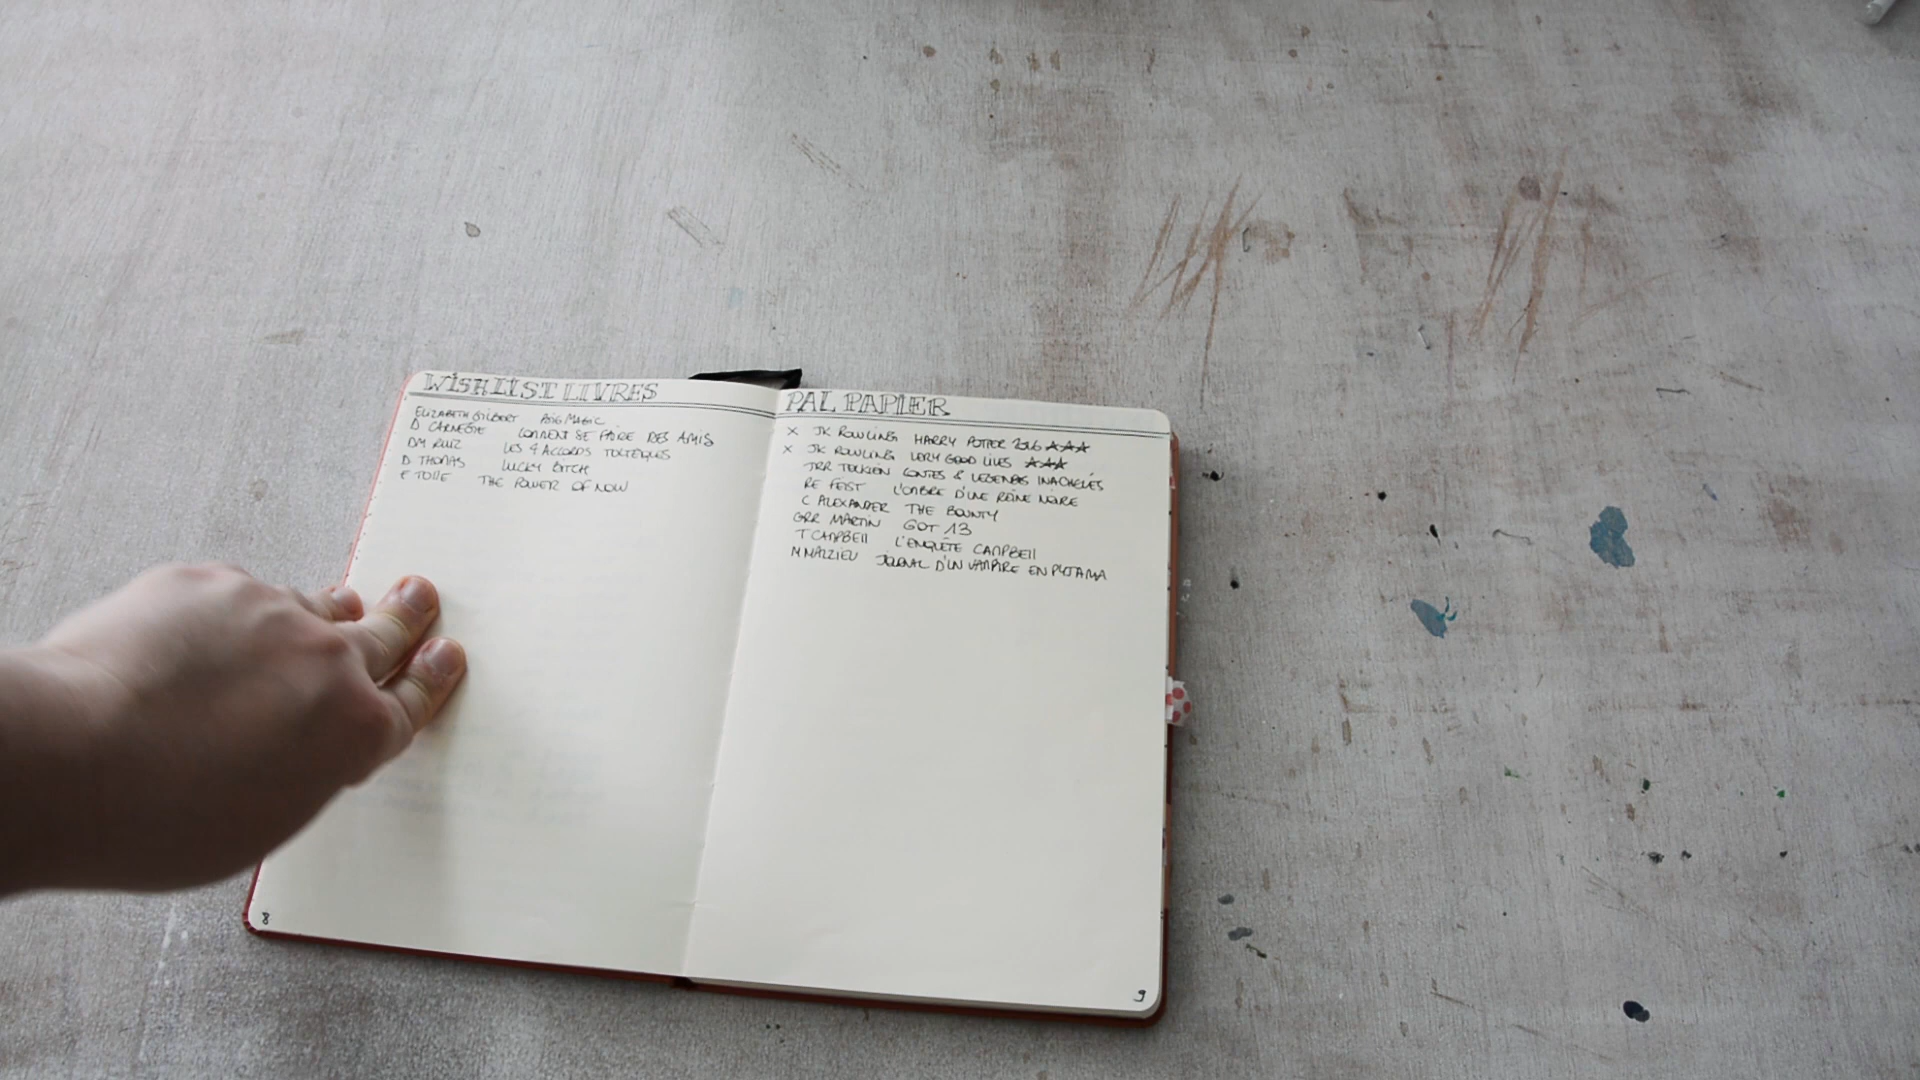 WISHLIST LIVRES
ELIZABETH GILBERT BIG MAGIC
D CARNEGIE COMMENT SE FAIRE DES AMIS
DM RUIZ LES 4 ACCORDS TOLTÈQUES
D THOMAS LUCKY BITCH
E TOLLE THE POWER OF NOW
8
PAL PAPIER
X JK ROWLING HARRY POTTER 2016 ★★★
X JK ROWLING VERY GOOD LIVES ★★★
JRR TOLKIEN CONTES & LEGENDES INACHEVÉS
RE FEIST L'OMBRE D'UNE REINE NOIRE
C ALEXANDER THE BOUNTY
GRR MARTIN GOT 13
T CAMPBELL L'ENQUÊTE CAMPBELL
M MALZIEU JOURNAL D'UN VAMPIRE EN PYJAMA
9